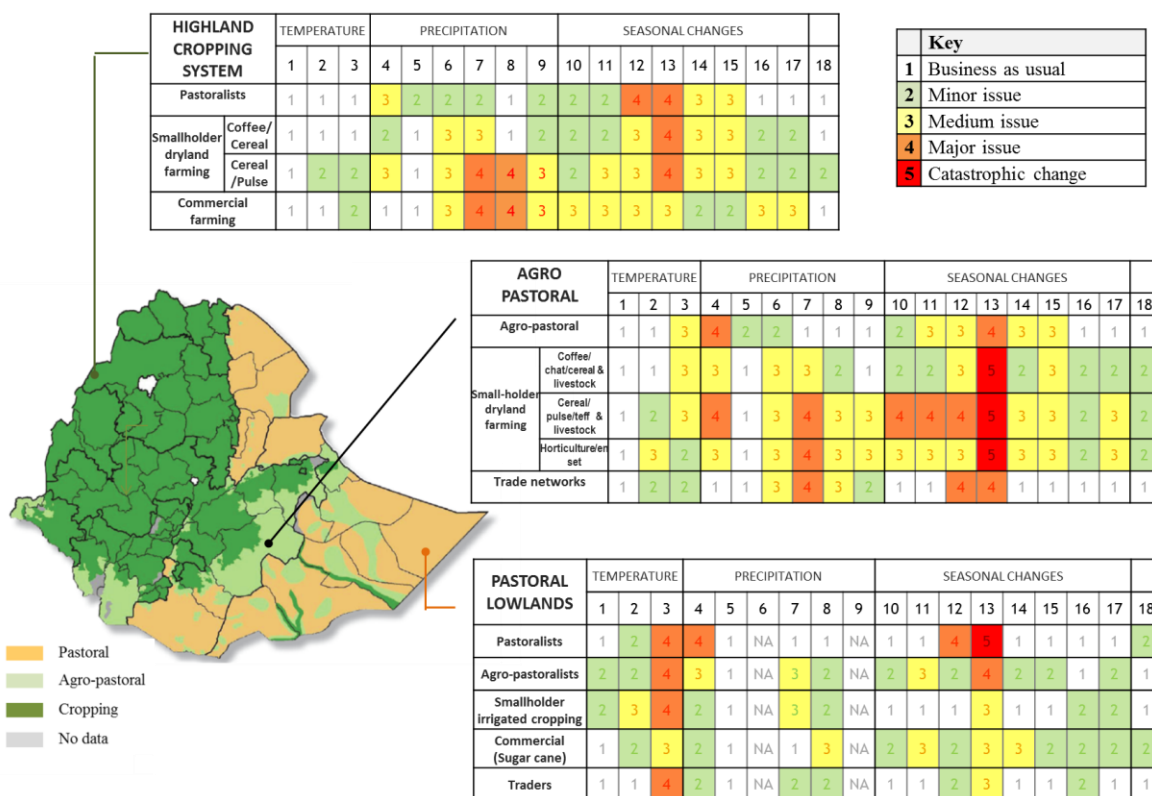 HIGHLAND CROPPING SYSTEM
TEMPERATURE PRECIPITATION SEASONAL CHANGES
1 2 3 4 5 6 7 8 9 10 11 12 13 14 15 16 17 18
Pastoralists 1 1 1 3 2 2 2 1 2 2 2 4 4 3 3 1 1 1
Smallholder dryland farming
Coffee/ Cereal 1 1 1 2 1 3 3 1 2 2 2 3 4 3 3 2 2 1
Cereal /Pulse 1 2 2 3 1 3 4 4 3 2 3 3 4 3 3 2 2 2
Commercial farming 1 1 2 1 1 3 4 4 3 3 3 3 3 2 2 3 3 1
Key
1 Business as usual
2 Minor issue
3 Medium issue
4 Major issue
5 Catastrophic change
AGRO PASTORAL
TEMPERATURE PRECIPITATION SEASONAL CHANGES
1 2 3 4 5 6 7 8 9 10 11 12 13 14 15 16 17 18
Agro-pastoral 1 1 3 4 2 2 1 1 1 2 3 3 4 3 3 1 1 1
Small-holder dryland farming
Coffee/ chat/cereal & livestock 1 1 3 3 1 3 3 2 1 2 2 3 5 2 3 2 2 2
Cereal/ pulse/teff & livestock 1 2 3 4 1 3 4 3 3 4 4 4 5 3 3 2 3 2
Horticulture/en set 1 3 2 3 1 3 4 3 3 3 3 3 5 3 3 2 3 2
Trade networks 1 2 2 1 1 3 4 3 2 1 1 4 4 1 1 1 1 1
PASTORAL LOWLANDS
TEMPERATURE PRECIPITATION SEASONAL CHANGES
1 2 3 4 5 6 7 8 9 10 11 12 13 14 15 16 17 18
Pastoralists 1 2 4 4 1 NA 1 1 NA 1 1 4 5 1 1 1 1 2
Agro-pastoralists 2 2 4 3 1 NA 3 2 NA 2 3 2 4 2 2 1 2 1
Smallholder irrigated cropping 2 3 4 2 1 NA 3 2 NA 1 1 1 3 1 1 2 2 1
Commercial (Sugar cane) 1 2 3 2 1 NA 1 3 NA 2 3 2 3 3 2 2 2 2
Traders 1 1 4 2 1 NA 2 2 NA 1 1 2 3 1 1 2 1 1
Pastoral
Agro-pastoral
Cropping
No data